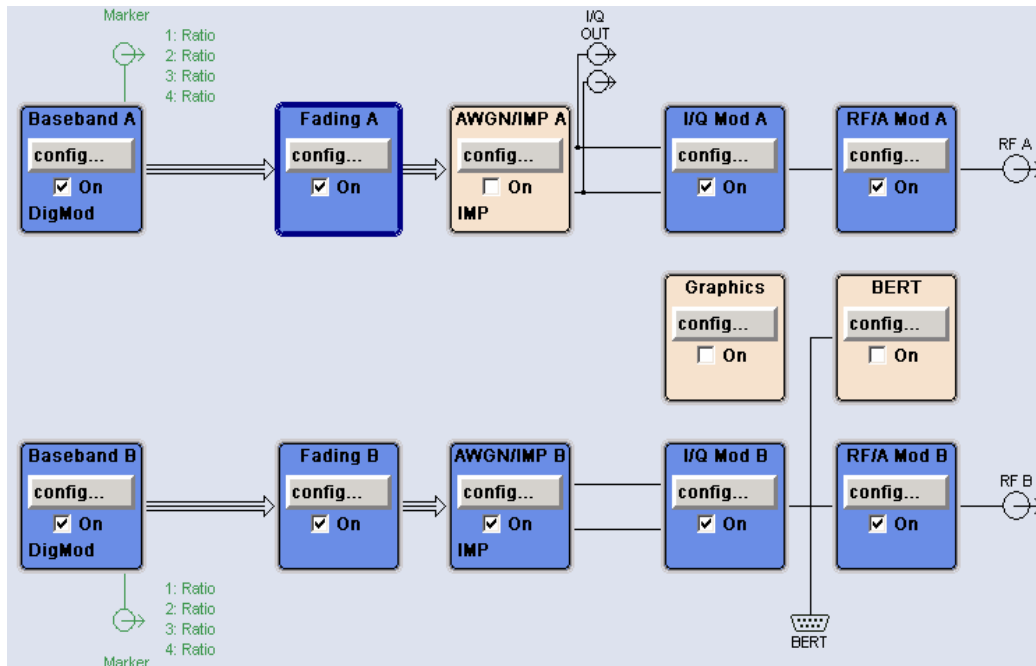 Marker
1: Ratio
2: Ratio
3: Ratio
4: Ratio
I/Q
OUT
Baseband A
config...
On
DigMod
Fading A
config...
On
AWGN/IMP A
config...
On
IMP
I/Q Mod A
config...
On
RF/A Mod A
config...
On
RF A
Graphics
config...
On
BERT
config...
On
Baseband B
config...
On
DigMod
Fading B
config...
On
AWGN/IMP B
config...
On
IMP
I/Q Mod B
config...
On
RF/A Mod B
config...
On
RF B
1: Ratio
2: Ratio
3: Ratio
4: Ratio
Marker
BERT